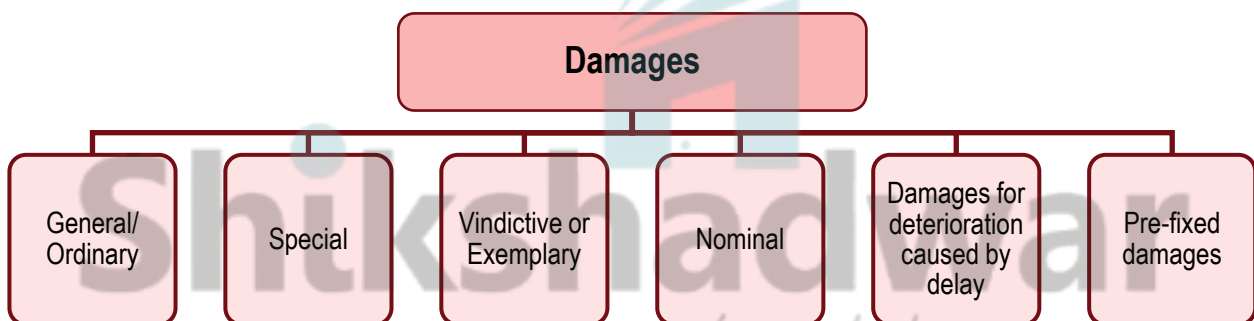 Damages
General/
Ordinary
Special
Vindictive or
Exemplary
Nominal
Damages for
deterioration
caused by
delay
Pre-fixed
damages
Shikshadwar